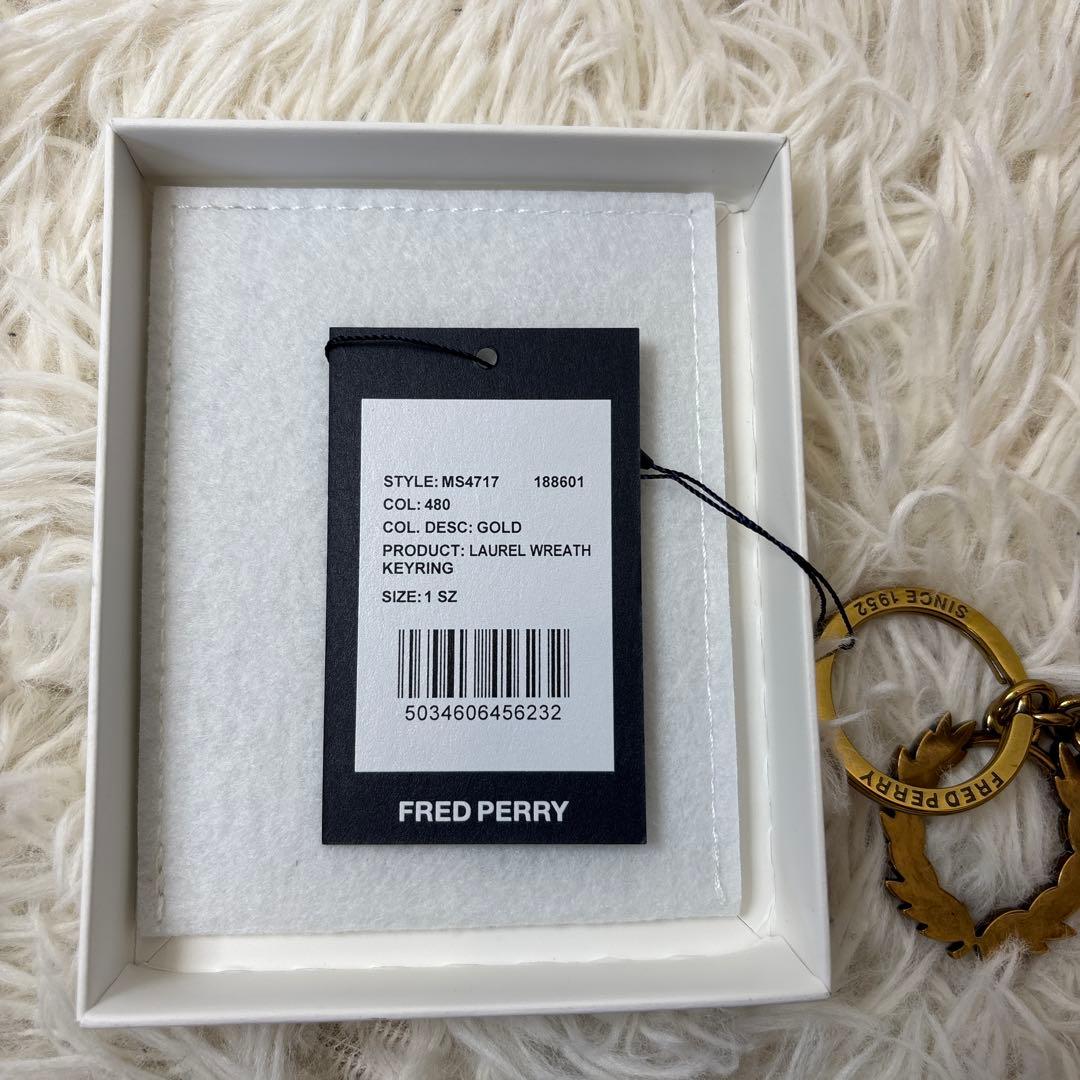 STYLE: MS4717 188601
COL: 480
COL. DESC: GOLD
PRODUCT: LAUREL WREATH
KEYRING
SIZE: 1 SZ
5034606456232
FRED PERRY
SINCE 1952
FRED PERRY